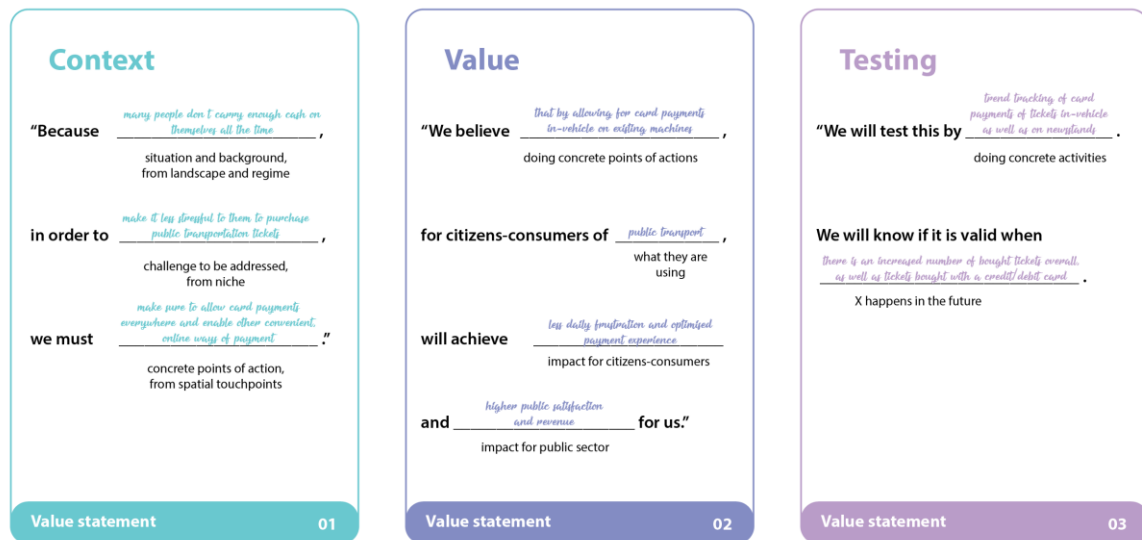 Context
many people don't carry enough cash on
“Because themselves all the time ,
situation and background,
from landscape and regime
make it less stressful to them to purchase
in order to public transportation tickets ,
challenge to be addressed,
from niche
make sure to allow card payments
everywhere and enable other convenient,
we must online ways of payment .”
concrete points of action,
from spatial touchpoints
Value statement 01
Value
that by allowing for card payments
“We believe in-vehicle on existing machines ,
doing concrete points of actions
for citizens-consumers of public transport ,
what they are
using
less daily frustration and optimised
will achieve payment experience
impact for citizens-consumers
higher public satisfaction
and and revenue for us.”
impact for public sector
Value statement 02
Testing
trend tracking of card
payments of tickets in-vehicle
“We will test this by as well as on newstands .
doing concrete activities
We will know if it is valid when
there is an increased number of bought tickets overall,
as well as tickets bought with a credit/debit card .
X happens in the future
Value statement 03